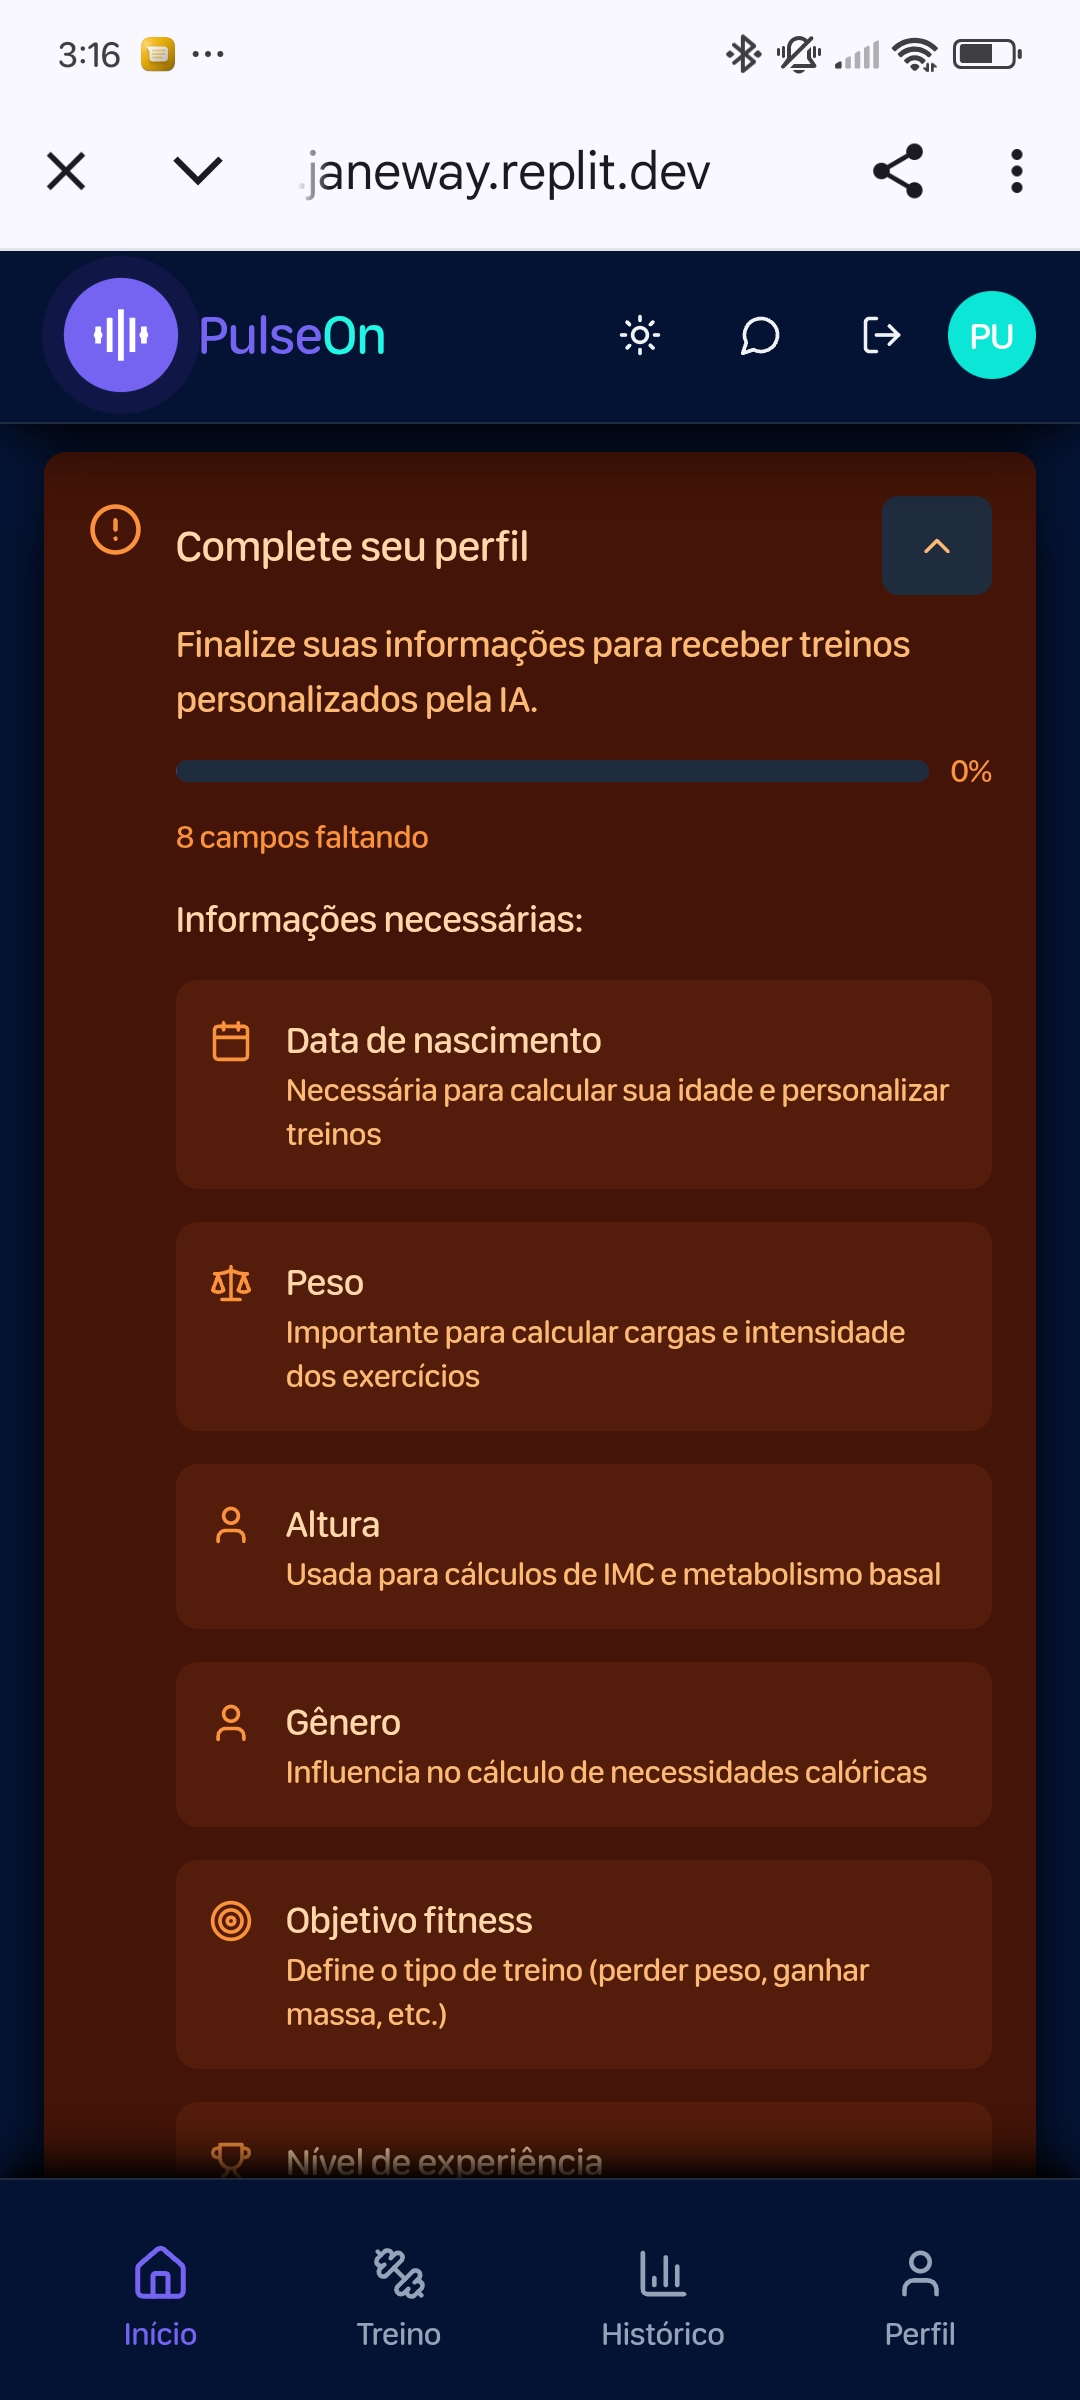 3:16
janeway.replit.dev
PulseOn
PU
Complete seu perfil
Finalize suas informações para receber treinos
personalizados pela IA.
0%
8 campos faltando
Informações necessárias:
Data de nascimento
Necessária para calcular sua idade e personalizar
treinos
Peso
Importante para calcular cargas e intensidade
dos exercícios
Altura
Usada para cálculos de IMC e metabolismo basal
Gênero
Influencia no cálculo de necessidades calóricas
Objetivo fitness
Define o tipo de treino (perder peso, ganhar
massa, etc.)
Nível de experiência
Início
Treino
Histórico
Perfil